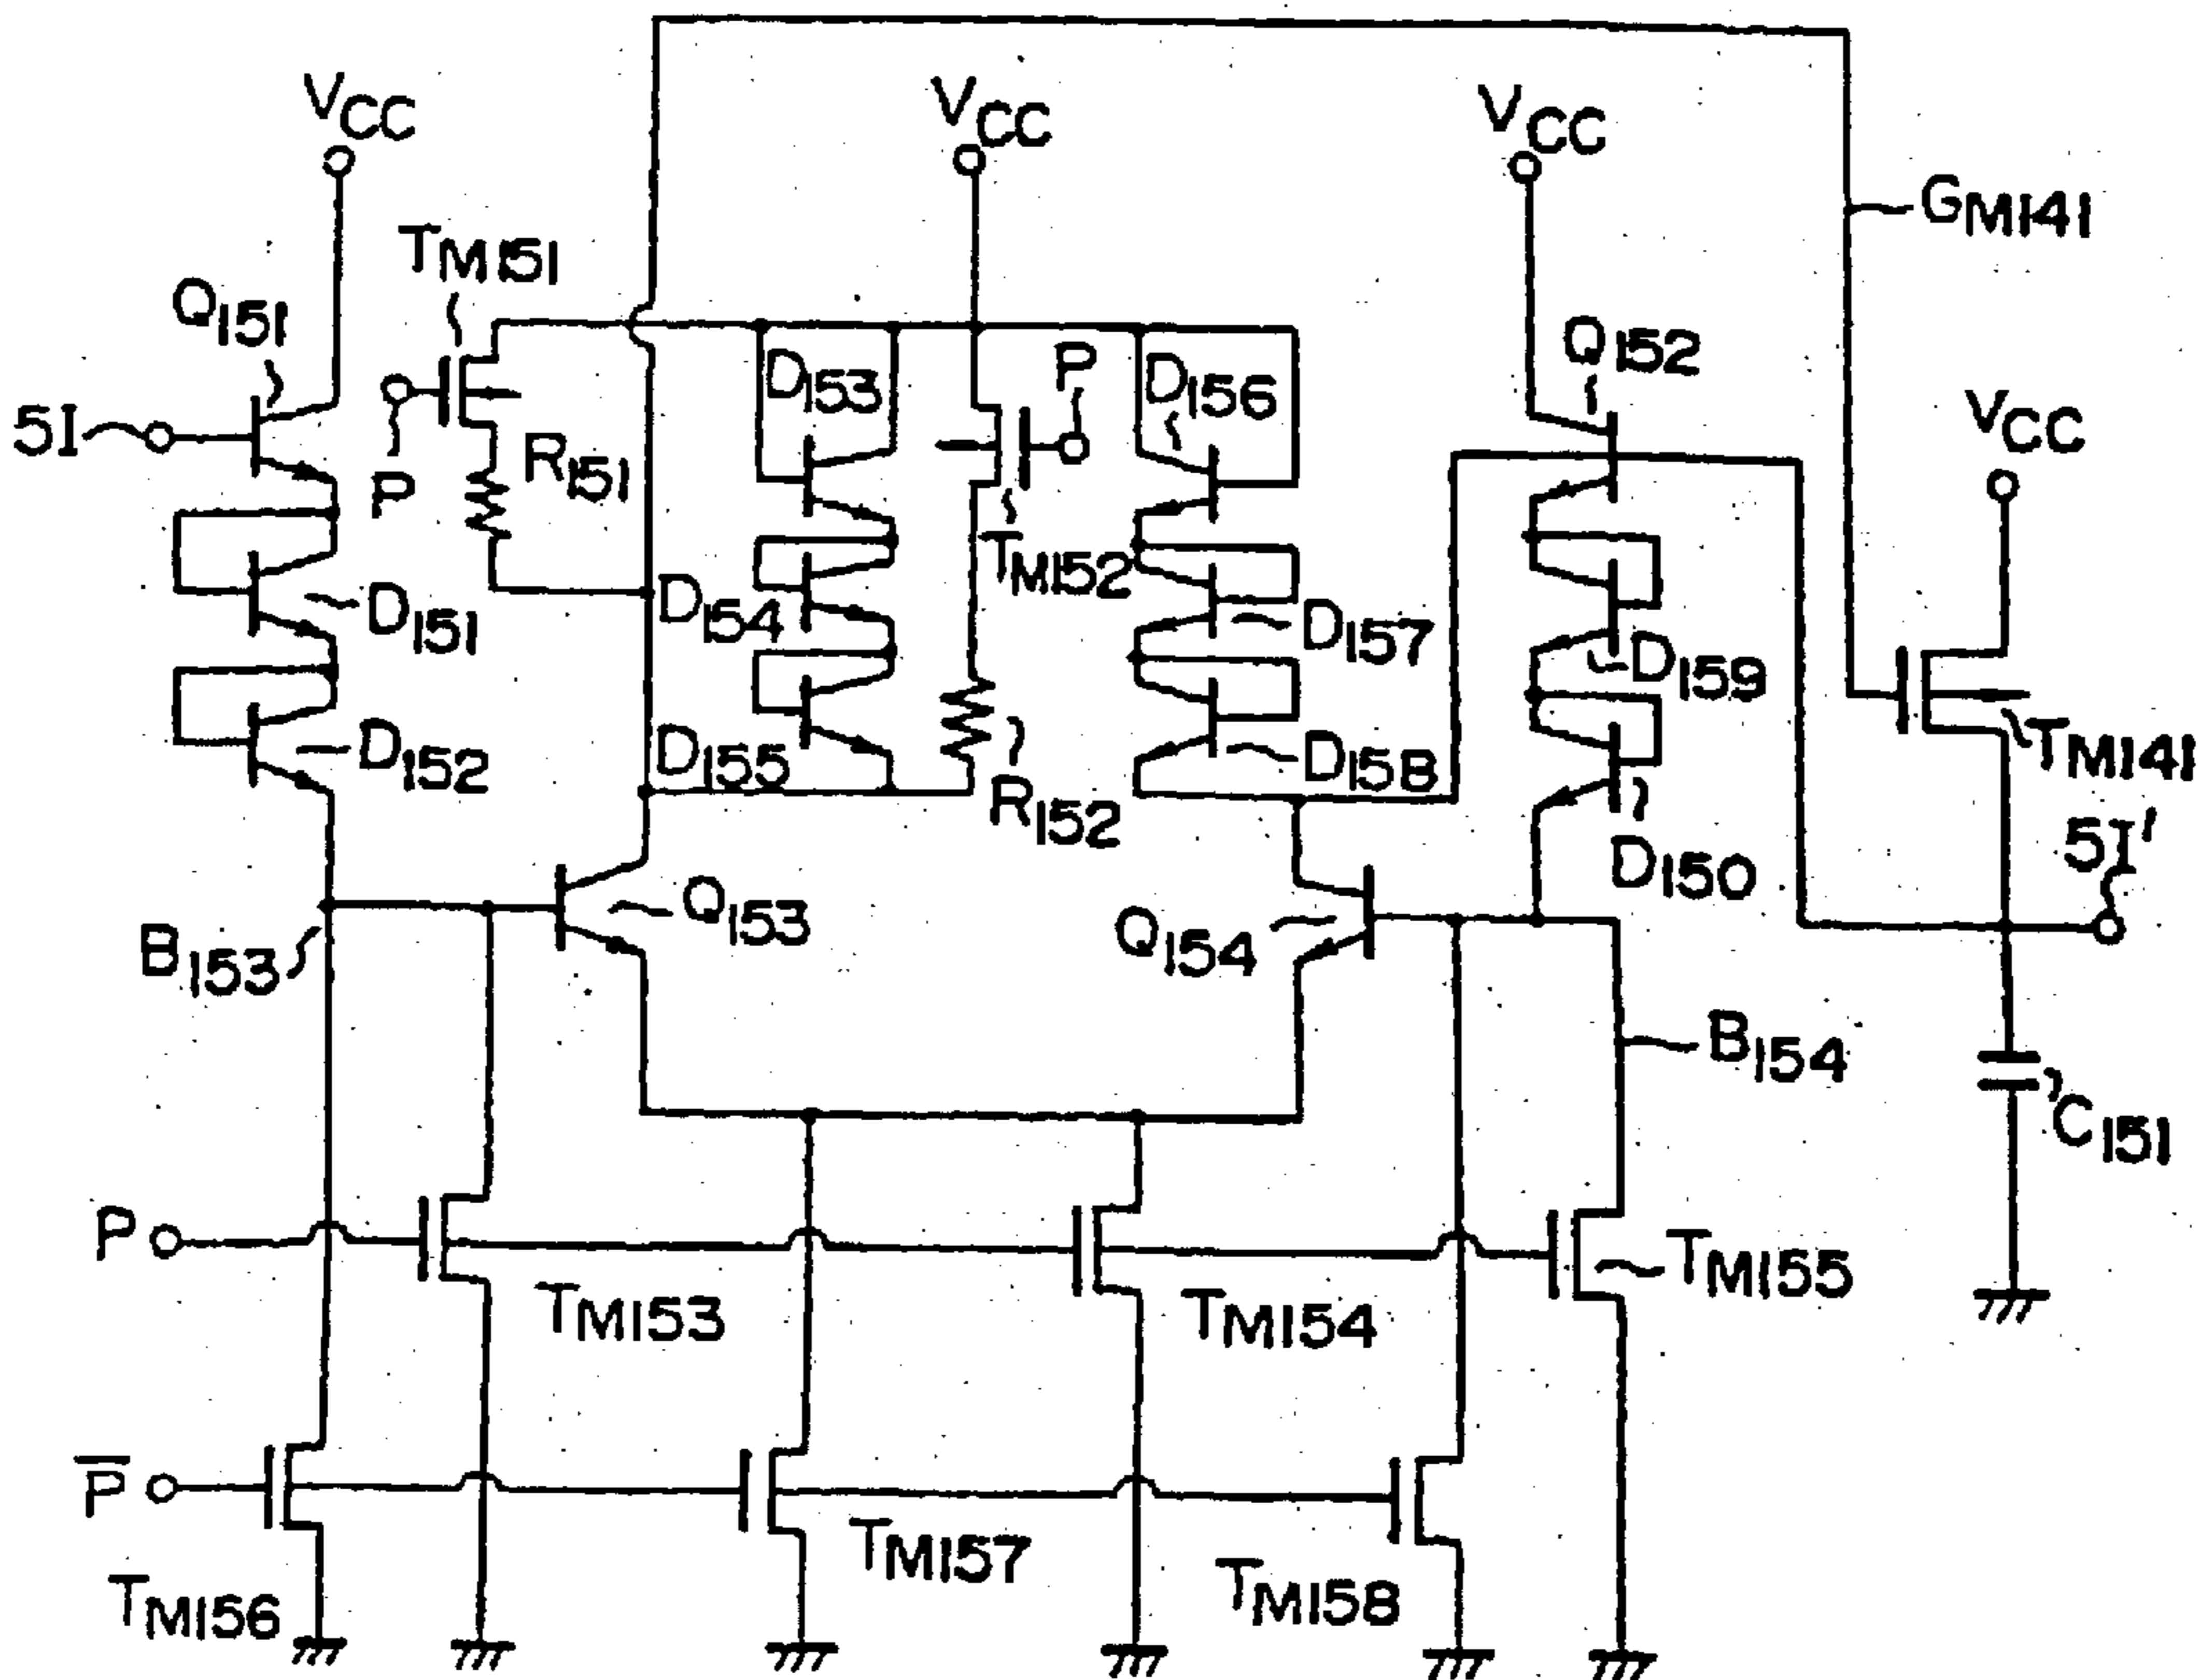 VCC
VCC
VCC
GM141
TM151
Q151
Q152
P
D153
D156
VCC
5I
P
R151
TM152
D151
D154
D157
D159
D152
D155
R152
D158
TM141
5I'
D150
Q153
Q154
B153
B154
C151
P
TM153
TM154
TM155
P̅
TM157
TM156
TM158